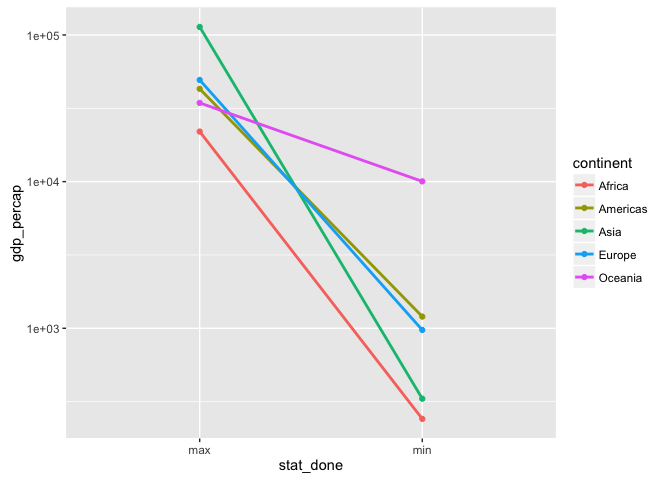 1e+05
1e+04
1e+03
gdp_percap
max
min
stat_done
continent
Africa
Americas
Asia
Europe
Oceania